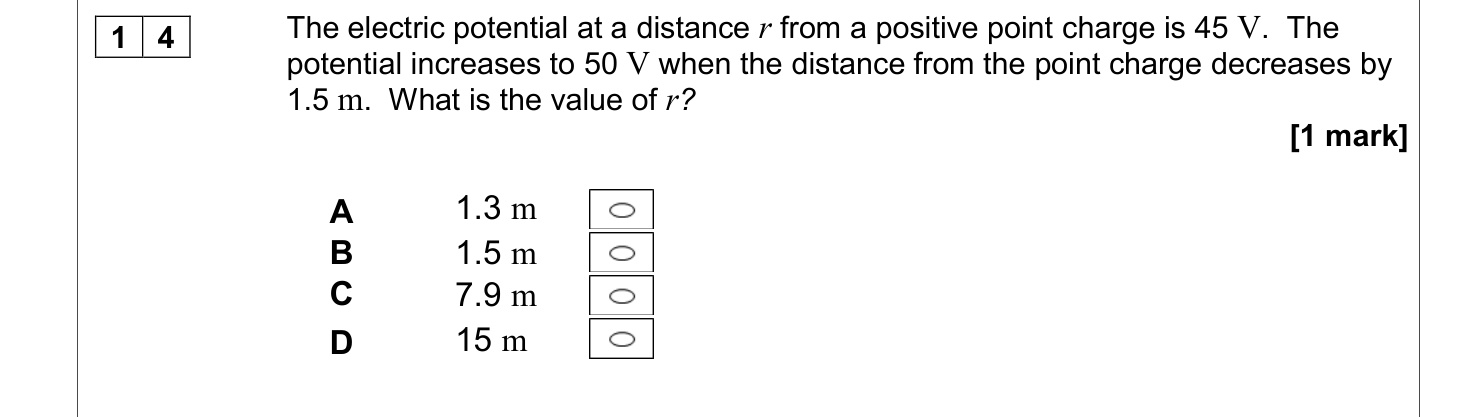 1 4 The electric potential at a distance r from a positive point charge is 45 V. The
potential increases to 50 V when the distance from the point charge decreases by
1.5 m. What is the value of r?
[1 mark]
A 1.3 m
B 1.5 m
C 7.9 m
D 15 m